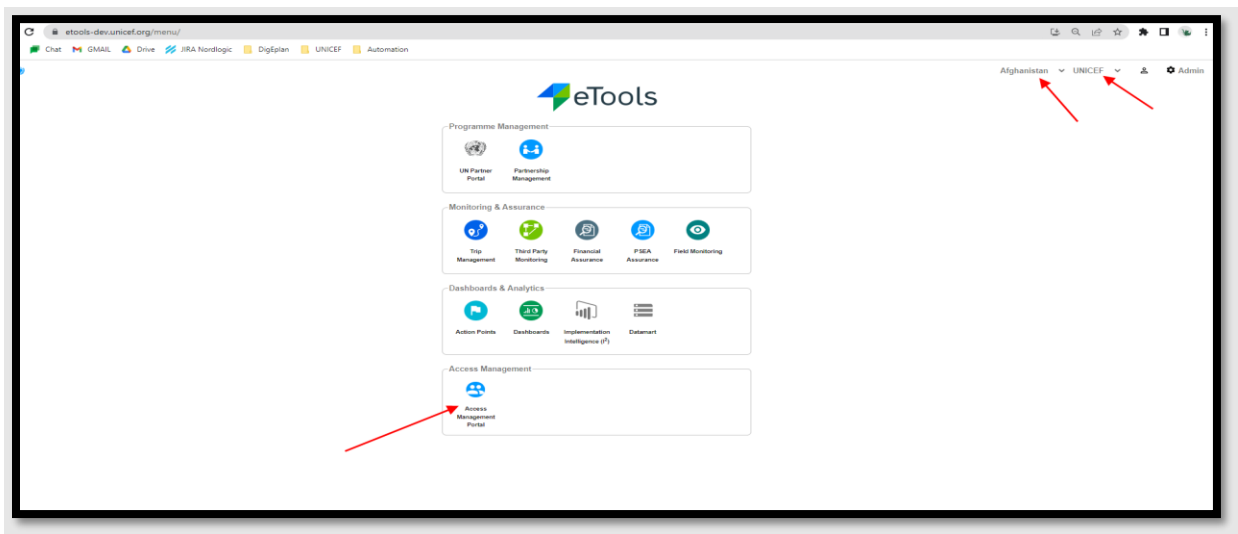 etools-dev.unicef.org/menu/
Chat GMAIL Drive JIRA Nordlogic DigEplan UNICEF Automation
Afghanistan UNICEF Admin
eTools
Programme Management
UN Partner Portal
Partnership Management
Monitoring & Assurance
Trip Management
Third Party Monitoring
Financial Assurance
PSEA Assurance
Field Monitoring
Dashboards & Analytics
Action Points
Dashboards
Implementation Intelligence (I³)
Datamart
Access Management
Access Management Portal